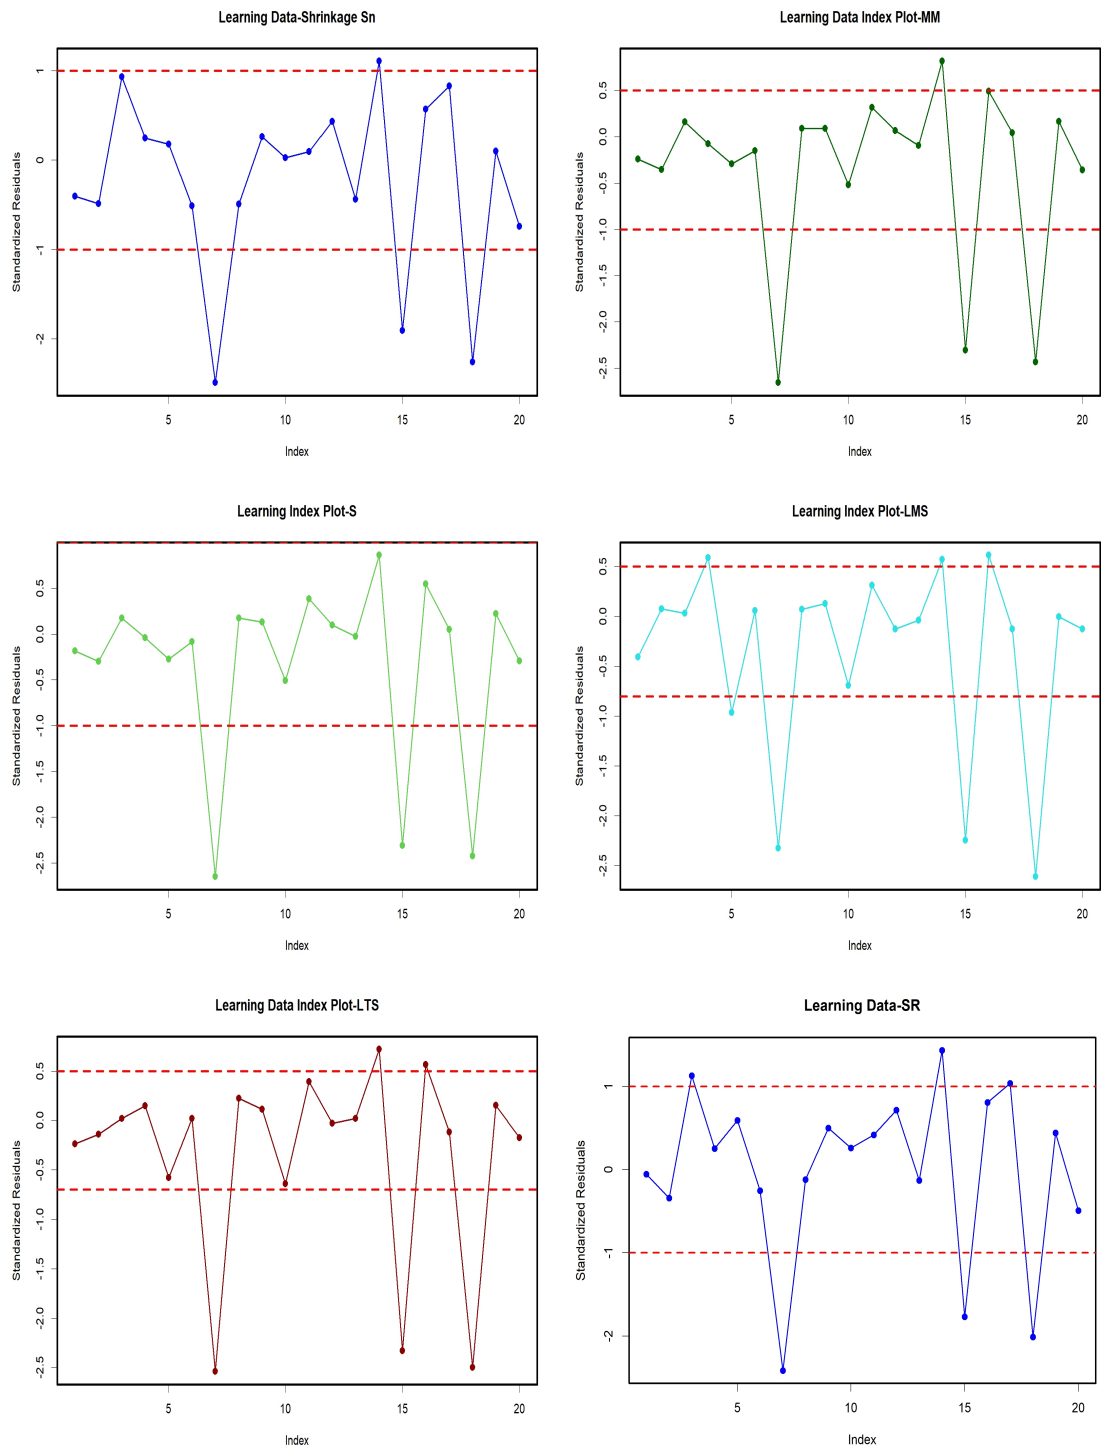 Learning Data-Shrinkage Sn
Standardized Residuals
1
0
-1
-2
5 10 15 20
Index
Learning Data Index Plot-MM
Standardized Residuals
0.5
0.0
-0.5
-1.0
-1.5
-2.0
-2.5
5 10 15 20
Index
Learning Index Plot-S
Standardized Residuals
0.5
0.0
-0.5
-1.0
-1.5
-2.0
-2.5
5 10 15 20
Index
Learning Index Plot-LMS
Standardized Residuals
0.5
0.0
-0.5
-1.0
-1.5
-2.0
-2.5
5 10 15 20
Index
Learning Data Index Plot-LTS
Standardized Residuals
0.5
0.0
-0.5
-1.0
-1.5
-2.0
-2.5
5 10 15 20
Index
Learning Data-SR
Standardized Residuals
1
0
-1
-2
5 10 15 20
Index